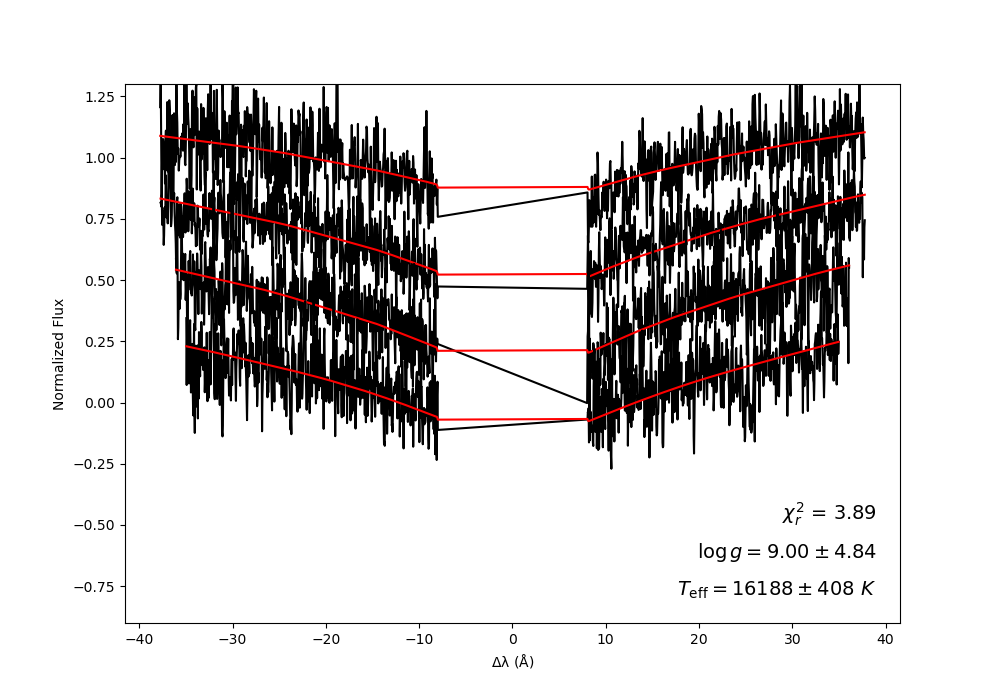 1.25
1.00
0.75
0.50
0.25
0.00
−0.25
−0.50
−0.75
Normalized Flux
χ²ᵣ = 3.89
log g = 9.00 ± 4.84
T_eff = 16188 ± 408 K
−40 −30 −20 −10 0 10 20 30 40
Δλ (Å)